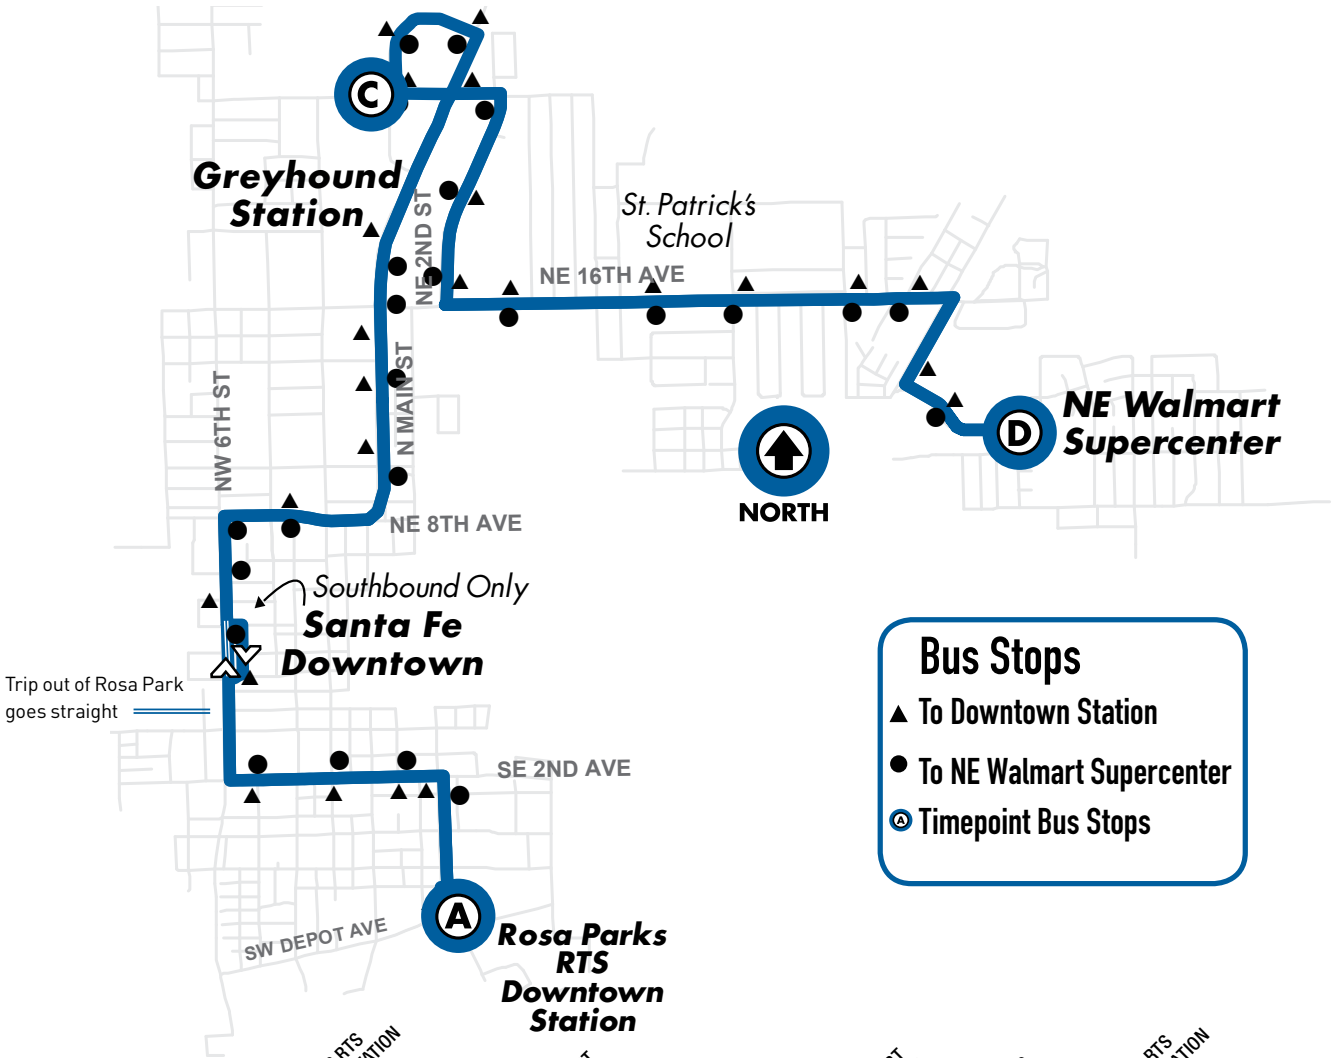 C
Greyhound
Station
NE 2ND ST
St. Patrick's
School
NE 16TH AVE
NW 6TH ST
N MAIN ST
D
NE Walmart
Supercenter
NORTH
NE 8TH AVE
Southbound Only
Santa Fe
Downtown
Trip out of Rosa Park
goes straight
Bus Stops
To Downtown Station
To NE Walmart Supercenter
A Timepoint Bus Stops
SE 2ND AVE
SW DEPOT AVE
A
Rosa Parks
RTS
Downtown
Station
RTS